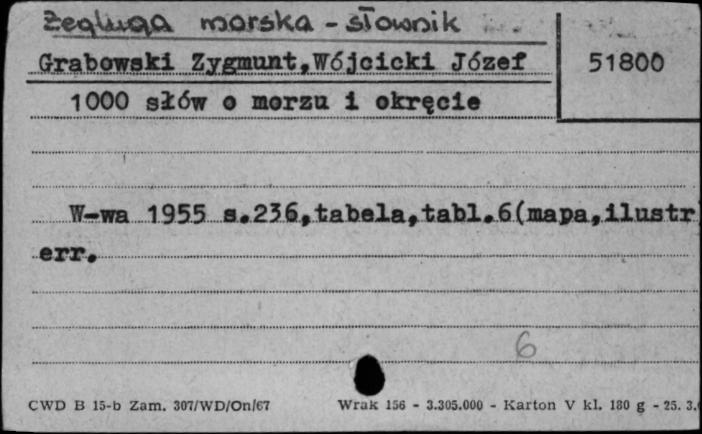 żegluga morska - słownik
Grabowski Zygmunt,Wójcicki Józef
51800
1000 słów o morzu i okręcie
W-wa 1955 s.236,tabela,tabl.6(mapa,ilustr
err.
6
CWD B 15-b Zam. 307/WD/On/67 Wrak 156 - 3.305.000 - Karton V kl. 180 g - 25. 3.